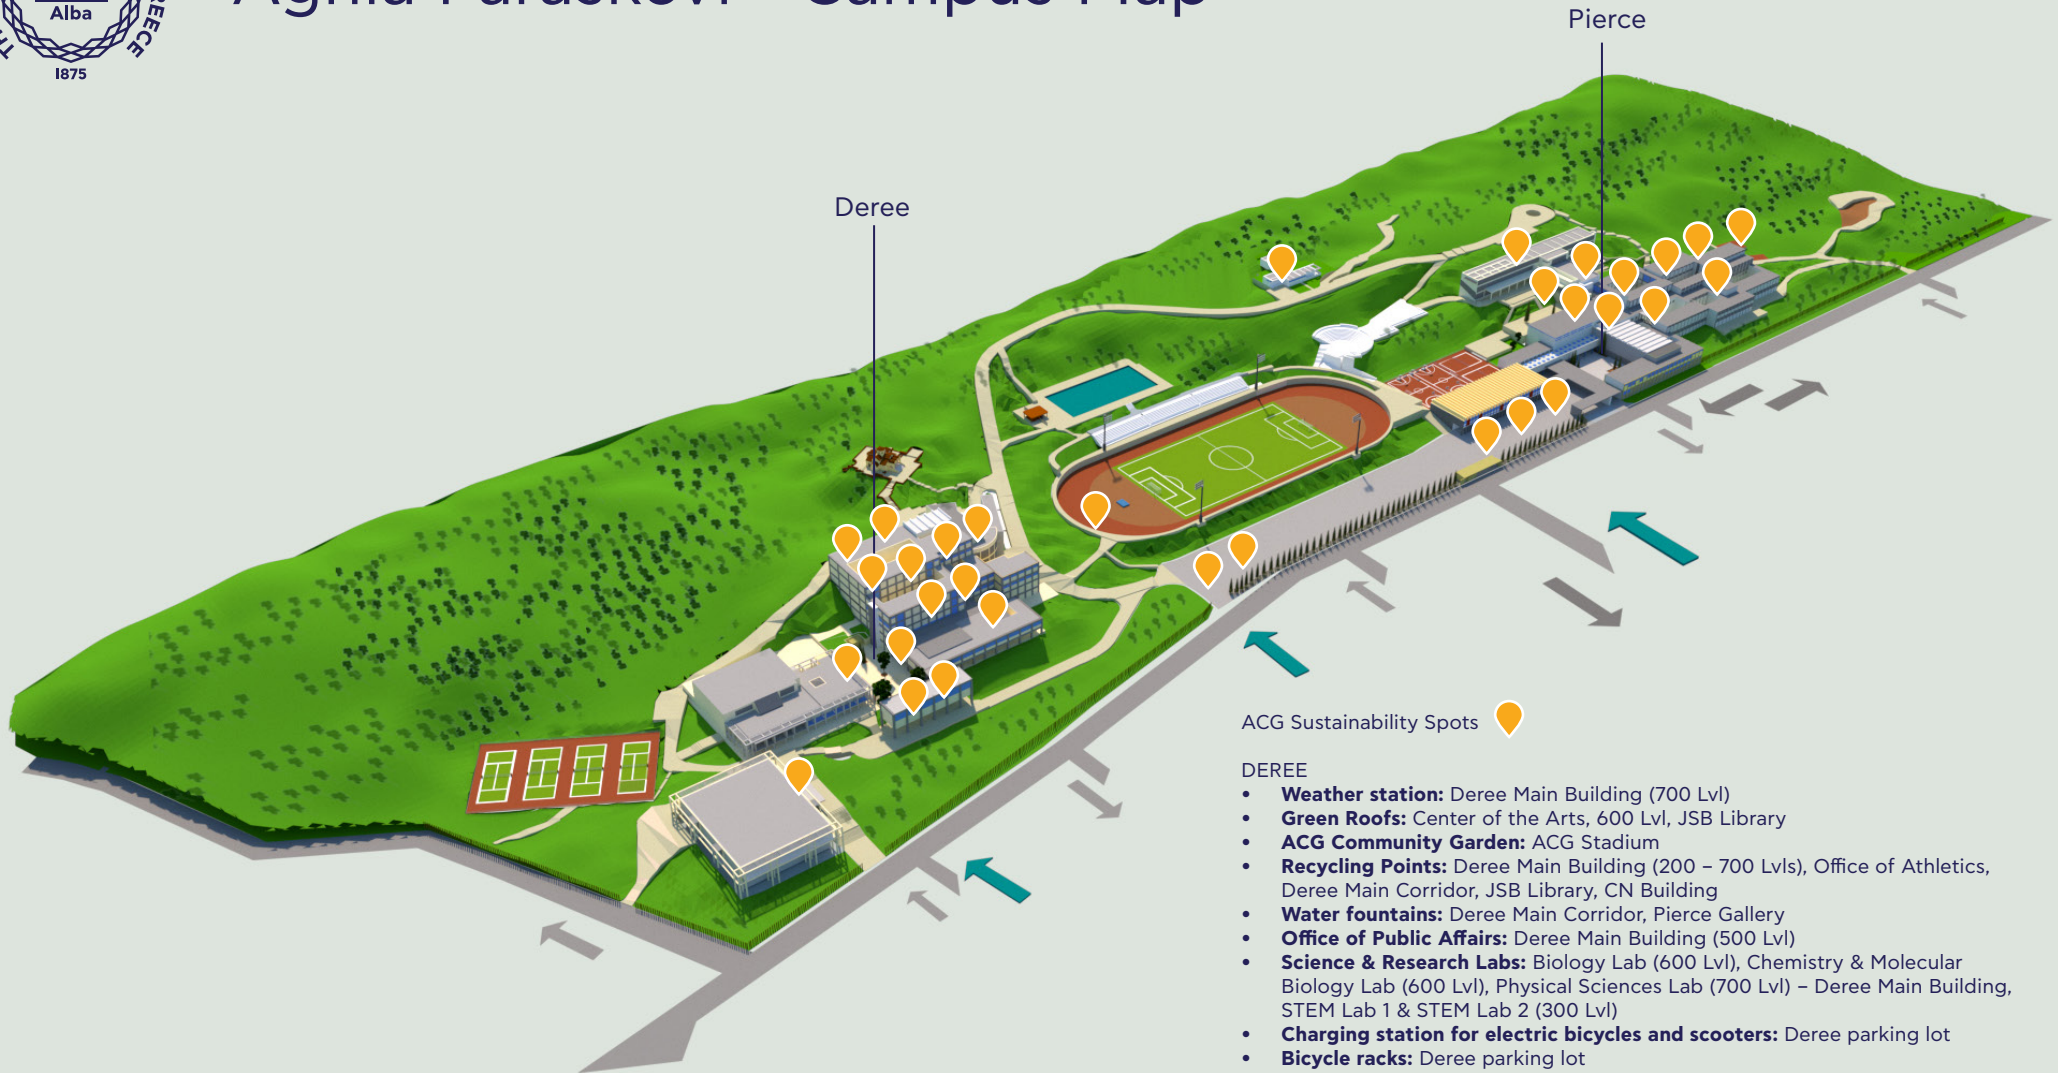 Alba
1875
Campus Map
Pierce
Deree
ACG Sustainability Spots
DEREE
• Weather station: Deree Main Building (700 Lvl)
• Green Roofs: Center of the Arts, 600 Lvl, JSB Library
• ACG Community Garden: ACG Stadium
• Recycling Points: Deree Main Building (200 – 700 Lvls), Office of Athletics,
Deree Main Corridor, JSB Library, CN Building
• Water fountains: Deree Main Corridor, Pierce Gallery
• Office of Public Affairs: Deree Main Building (500 Lvl)
• Science & Research Labs: Biology Lab (600 Lvl), Chemistry & Molecular
Biology Lab (600 Lvl), Physical Sciences Lab (700 Lvl) – Deree Main Building,
STEM Lab 1 & STEM Lab 2 (300 Lvl)
• Charging station for electric bicycles and scooters: Deree parking lot
• Bicycle racks: Deree parking lot